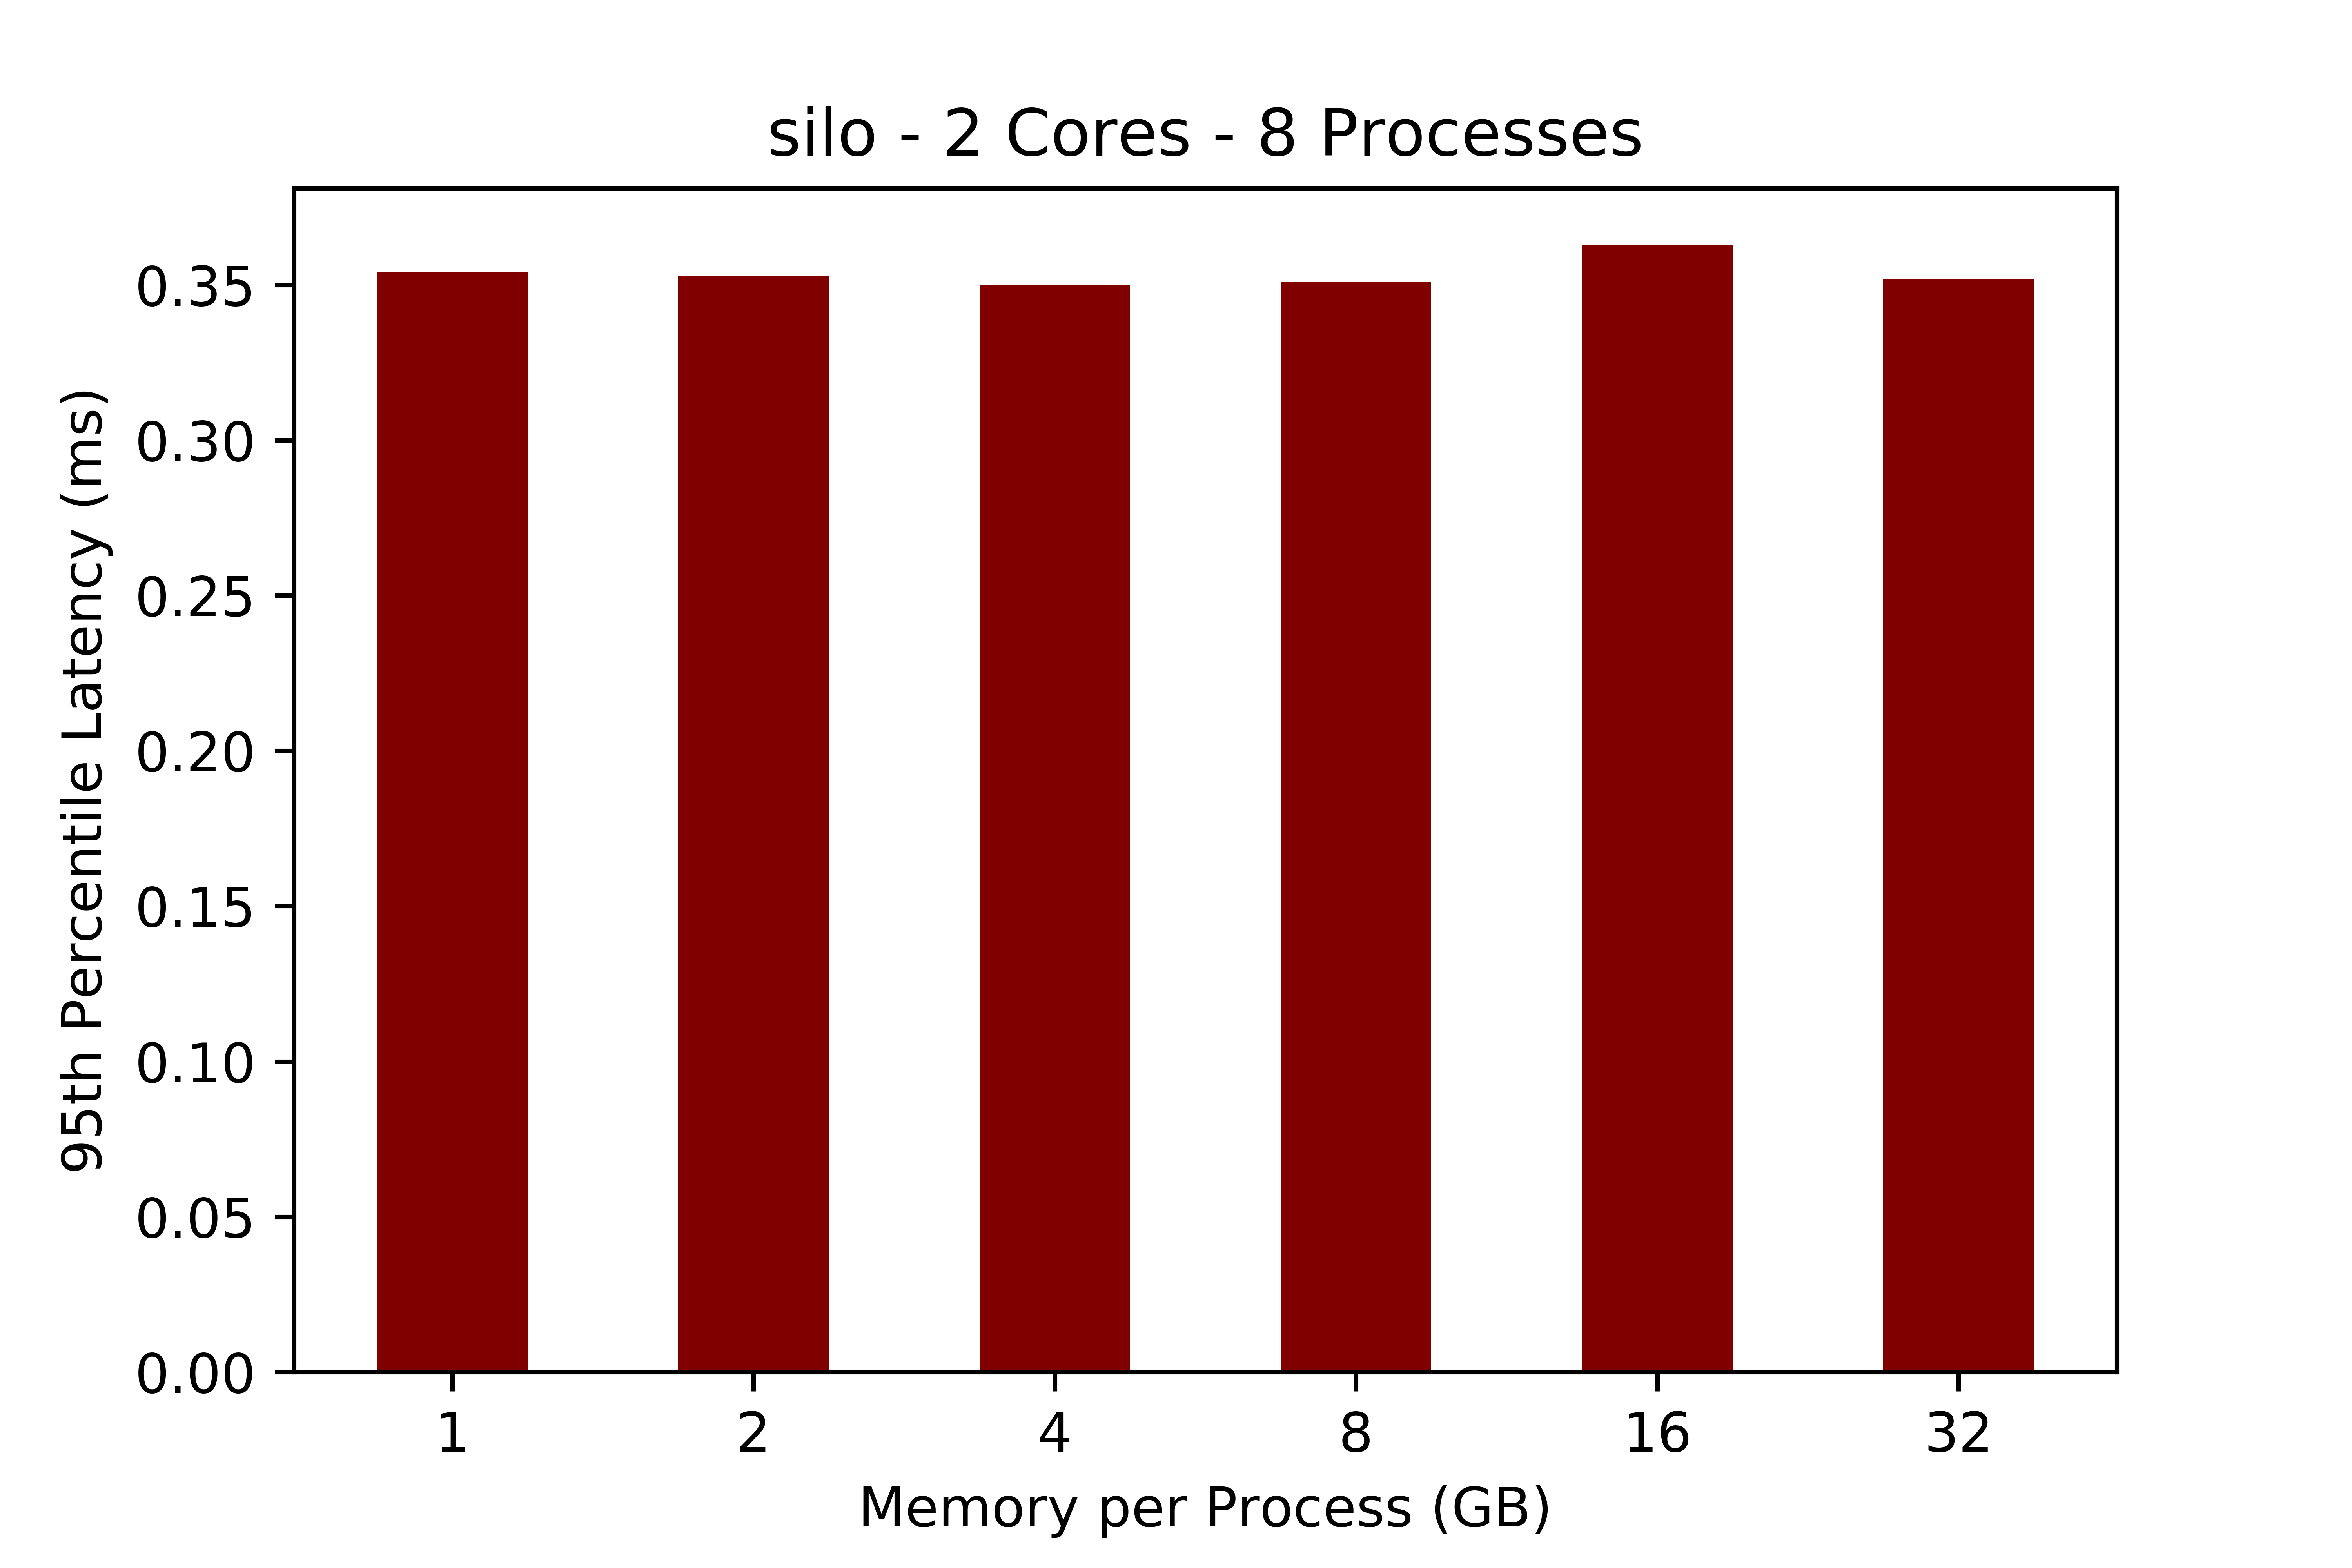 silo - 2 Cores - 8 Processes
95th Percentile Latency (ms)
0.35
0.30
0.25
0.20
0.15
0.10
0.05
0.00
1 2 4 8 16 32
Memory per Process (GB)